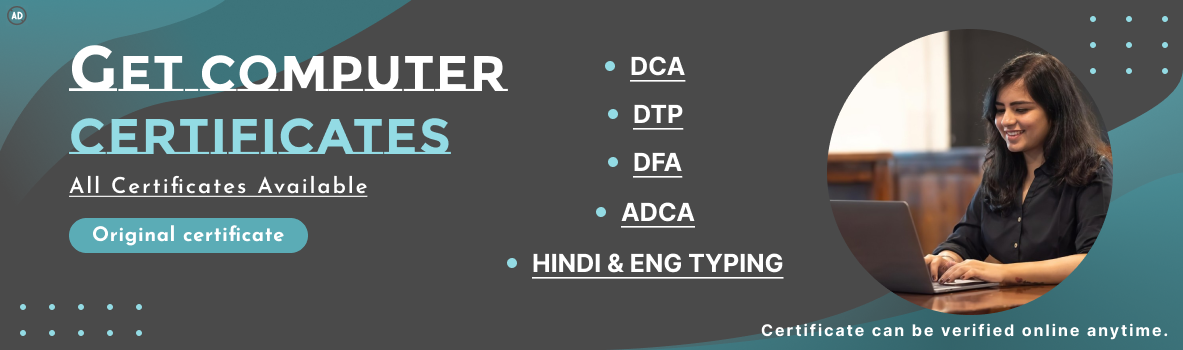 AD
GET COMPUTER
CERTIFICATES
All Certificates Available
Original certificate
DCA
DTP
DFA
ADCA
HINDI & ENG TYPING
Certificate can be verified online anytime.